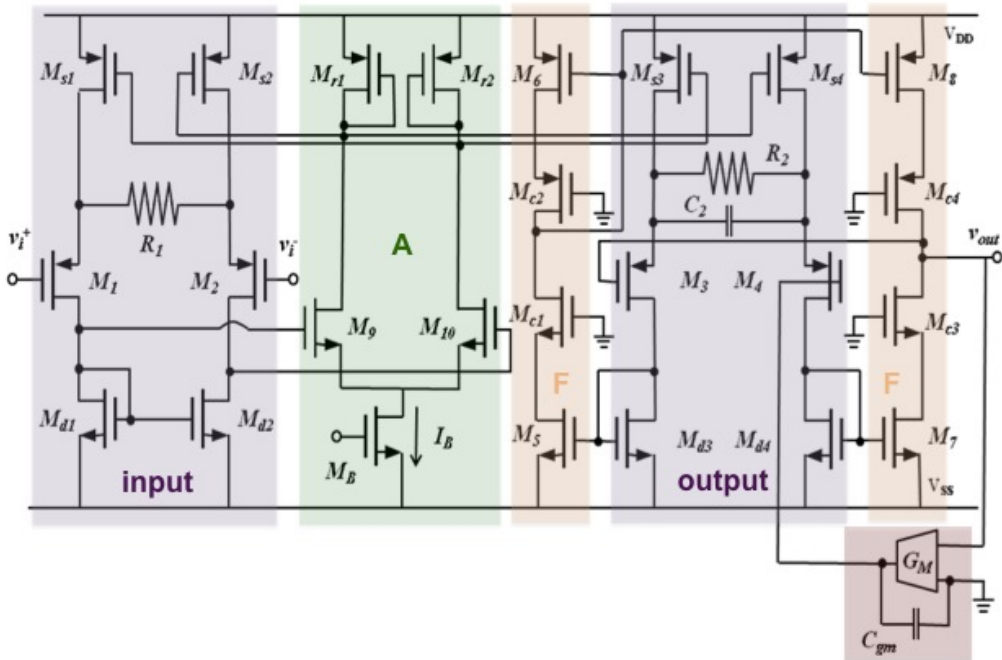 V_DD
M_s1
M_s2
M_r1
M_r2
M_6
M_s3
M_s4
M_8
R_1
A
M_c2
R_2
C_2
M_c4
v_i^+
M_1
M_2
v_i^-
v_out
M_9
M_10
M_c1
M_3
M_4
M_c3
M_d1
M_d2
M_B
I_B
F
M_5
M_d3
M_d4
F
M_7
input
output
V_SS
G_M
C_gm